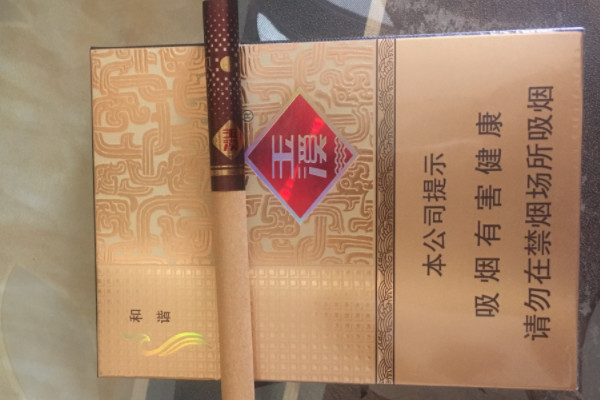 玉溪®
和谐
本公司提示
吸烟有害健康
请勿在禁烟场所吸烟